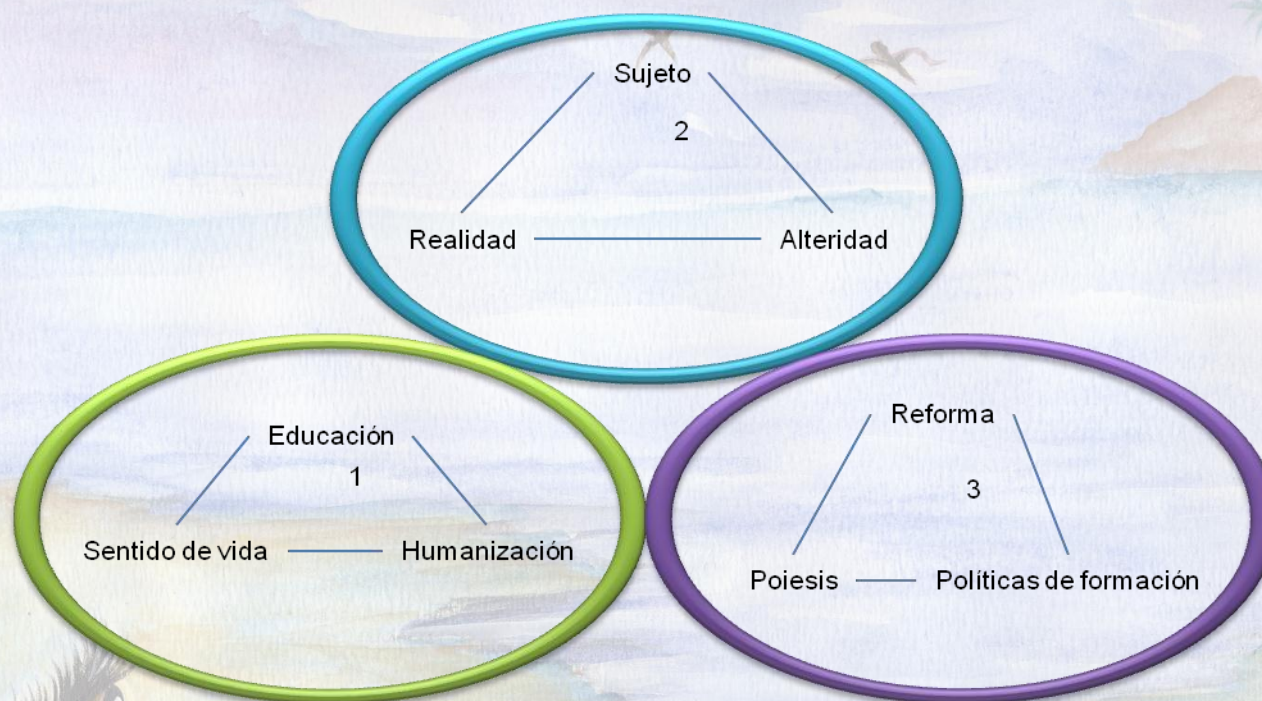 Sujeto
2
Realidad Alteridad
Educación
1
Sentido de vida Humanización
Reforma
3
Poiesis Políticas de formación